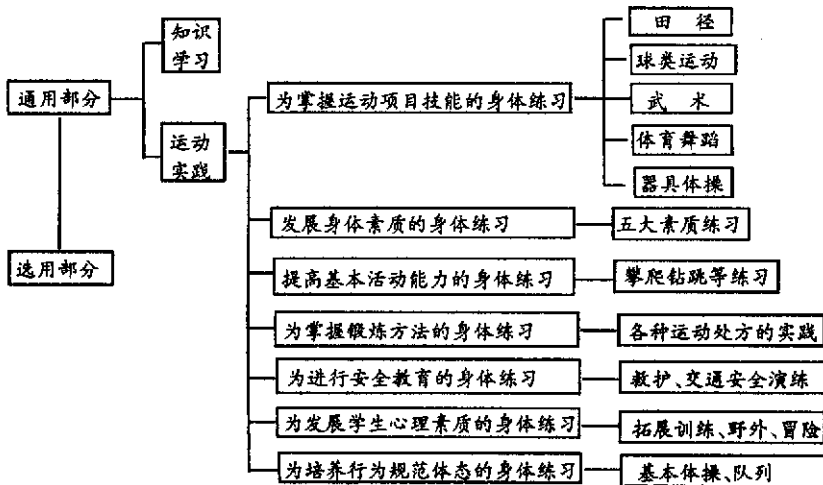 知识
学习
通用部分
运动
实践
选用部分
为掌握运动项目技能的身体练习
田 径
球类运动
武 术
体育舞蹈
器具体操
发展身体素质的身体练习
五大素质练习
提高基本活动能力的身体练习
攀爬钻跳等练习
为掌握锻炼方法的身体练习
各种运动处方的实践
为进行安全教育的身体练习
救护、交通安全演练
为发展学生心理素质的身体练习
拓展训练、野外、冒险
为培养行为规范体态的身体练习
基本体操、队列